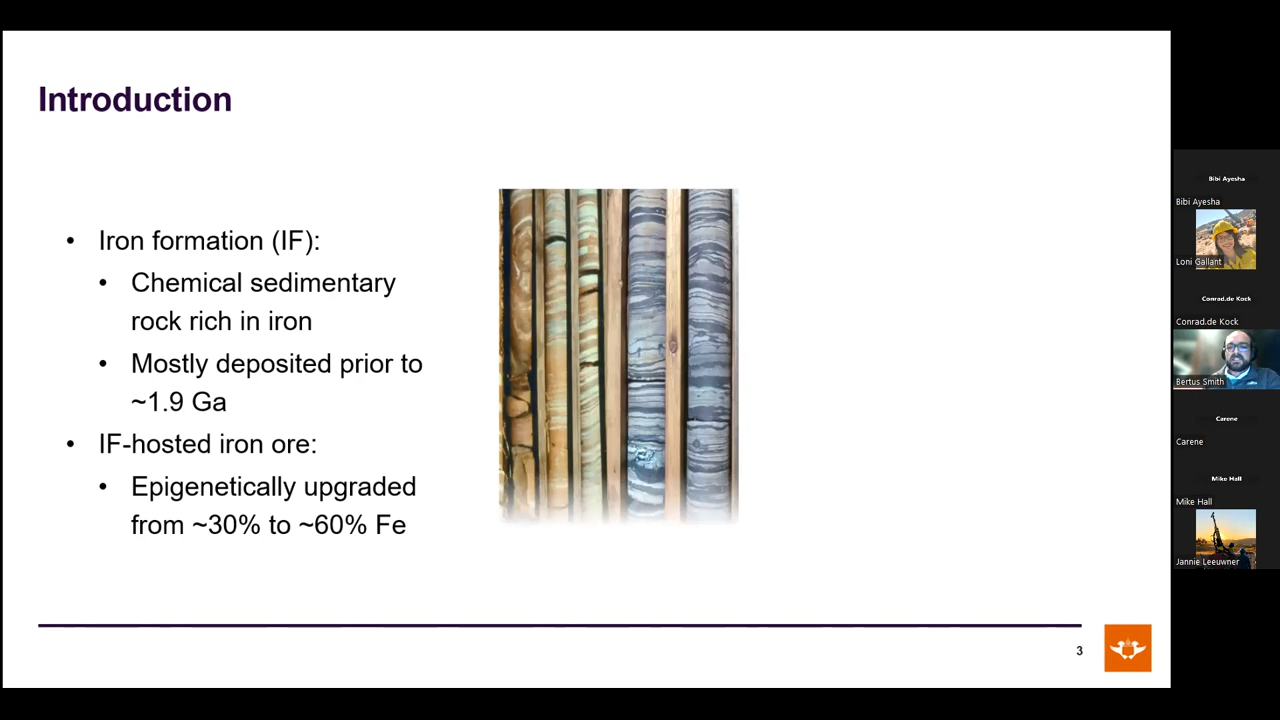 Introduction
• Iron formation (IF):
• Chemical sedimentary
rock rich in iron
• Mostly deposited prior to
~1.9 Ga
• IF-hosted iron ore:
• Epigenetically upgraded
from ~30% to ~60% Fe
3
Bibi Ayesha
Bibi Ayesha
Loni Gallant
Conrad.de Kock
Conrad.de Kock
Bertus Smith
Carene
Carene
Mike Hall
Mike Hall
Jannie Leeuwner